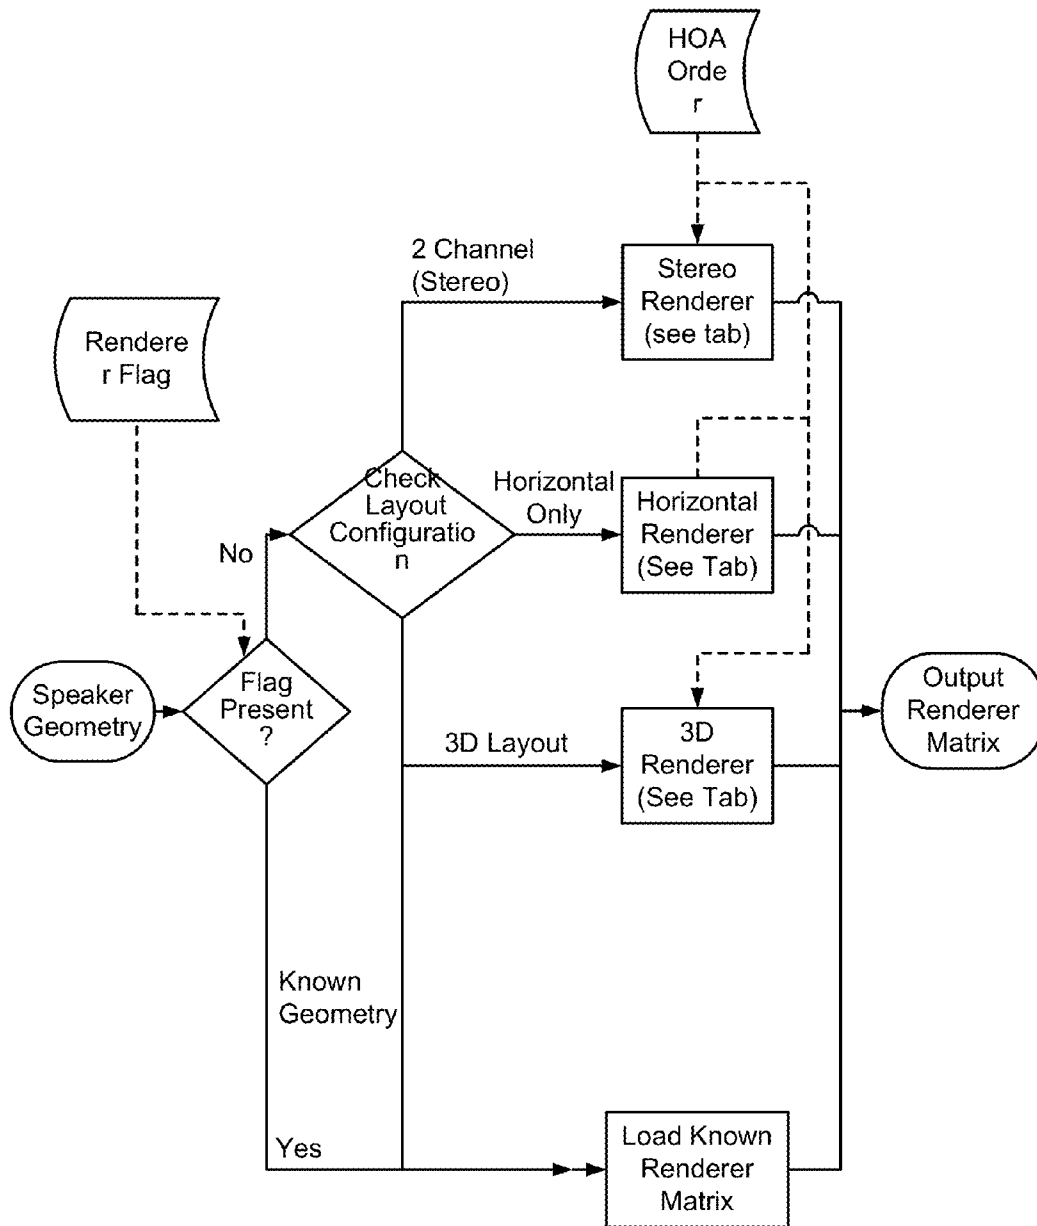 HOA
Orde
r
2 Channel
(Stereo)
Stereo
Renderer
(see tab)
Rendere
r Flag
Check
Layout
Configuratio
n
Horizontal
Only
Horizontal
Renderer
(See Tab)
No
Speaker
Geometry
Flag
Present
?
3D Layout
3D
Renderer
(See Tab)
Output
Renderer
Matrix
Known
Geometry
Yes
Load Known
Renderer
Matrix